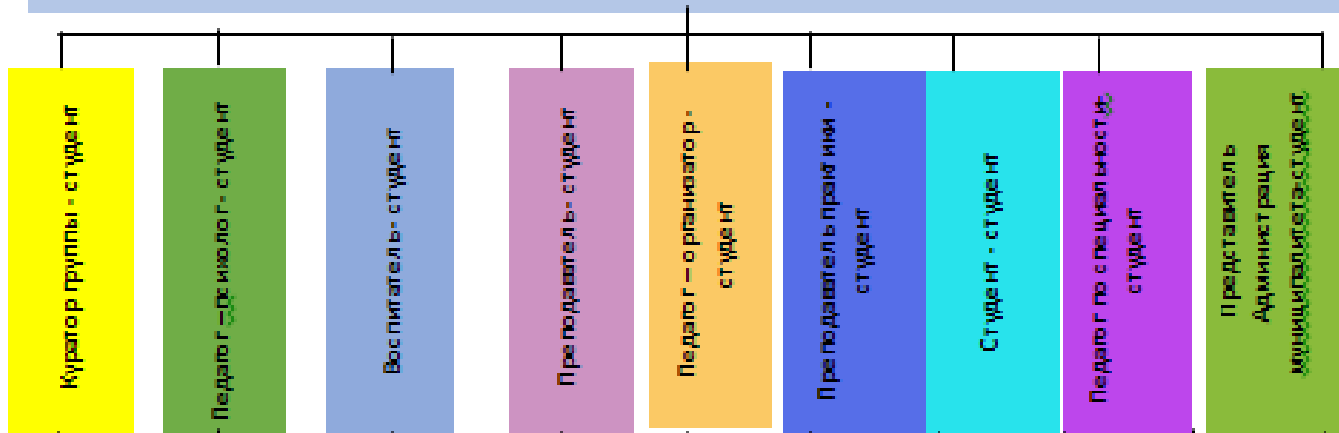 Куратор группы - студент
Педагог – психолог - студент
Воспитатель - студент
Преподаватель - студент
Педагог – организатор -
студент
Преподаватель практики -
студент
Студент - студент
Педагог по специальности-
студент
Представитель
Администрация
муниципалитета-студент